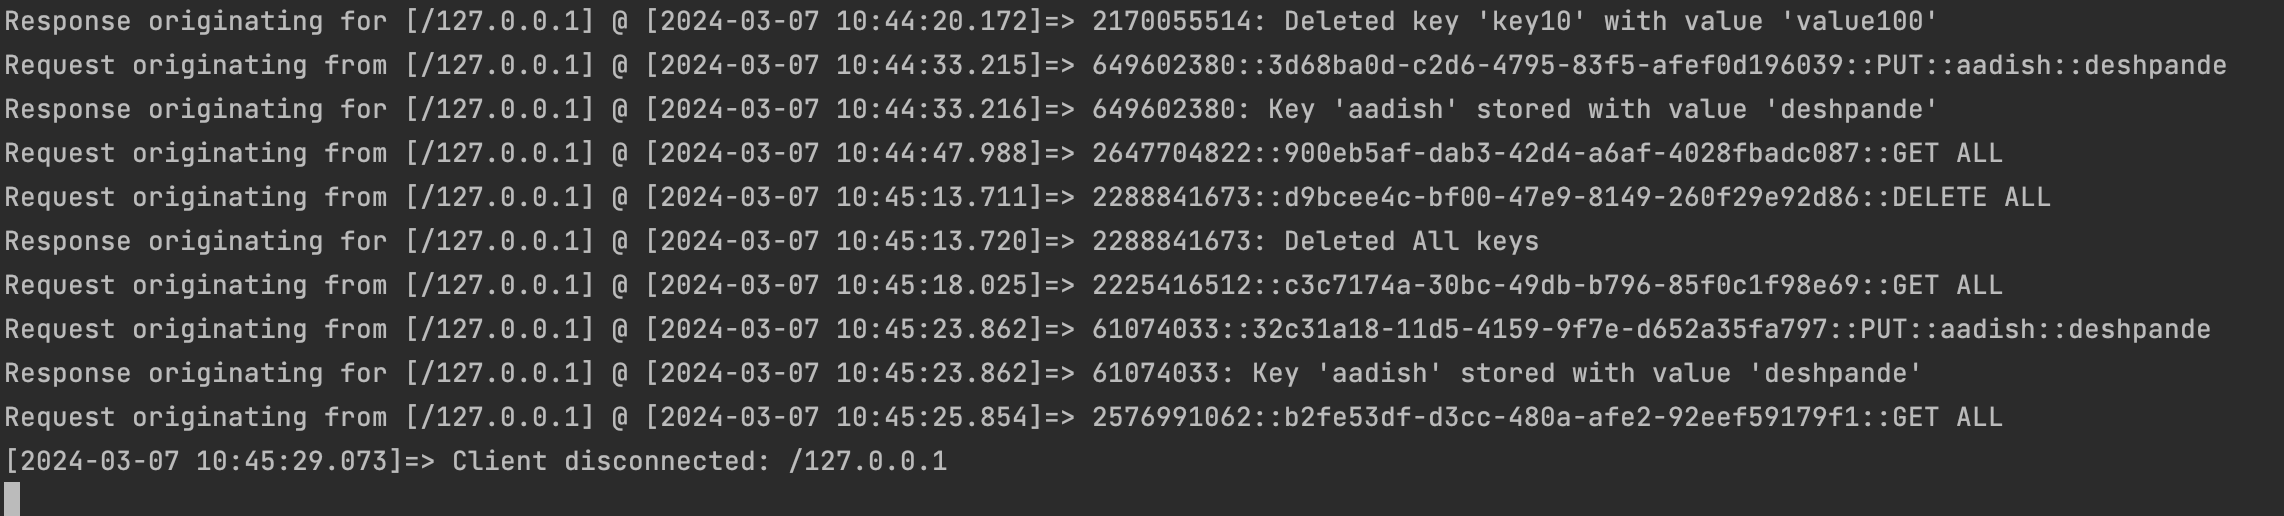 Response originating for [/127.0.0.1] @ [2024-03-07 10:44:20.172]=> 2170055514: Deleted key 'key10' with value 'value100'
Request originating from [/127.0.0.1] @ [2024-03-07 10:44:33.215]=> 649602380::3d68ba0d-c2d6-4795-83f5-afef0d196039::PUT::aadish::deshpande
Response originating for [/127.0.0.1] @ [2024-03-07 10:44:33.216]=> 649602380: Key 'aadish' stored with value 'deshpande'
Request originating from [/127.0.0.1] @ [2024-03-07 10:44:47.988]=> 2647704822::900eb5af-dab3-42d4-a6af-4028fbadc087::GET ALL
Request originating from [/127.0.0.1] @ [2024-03-07 10:45:13.711]=> 2288841673::d9bcee4c-bf00-47e9-8149-260f29e92d86::DELETE ALL
Response originating for [/127.0.0.1] @ [2024-03-07 10:45:13.720]=> 2288841673: Deleted All keys
Request originating from [/127.0.0.1] @ [2024-03-07 10:45:18.025]=> 2225416512::c3c7174a-30bc-49db-b796-85f0c1f98e69::GET ALL
Request originating from [/127.0.0.1] @ [2024-03-07 10:45:23.862]=> 61074033::32c31a18-11d5-4159-9f7e-d652a35fa797::PUT::aadish::deshpande
Response originating for [/127.0.0.1] @ [2024-03-07 10:45:23.862]=> 61074033: Key 'aadish' stored with value 'deshpande'
Request originating from [/127.0.0.1] @ [2024-03-07 10:45:25.854]=> 2576991062::b2fe53df-d3cc-480a-afe2-92eef59179f1::GET ALL
[2024-03-07 10:45:29.073]=> Client disconnected: /127.0.0.1